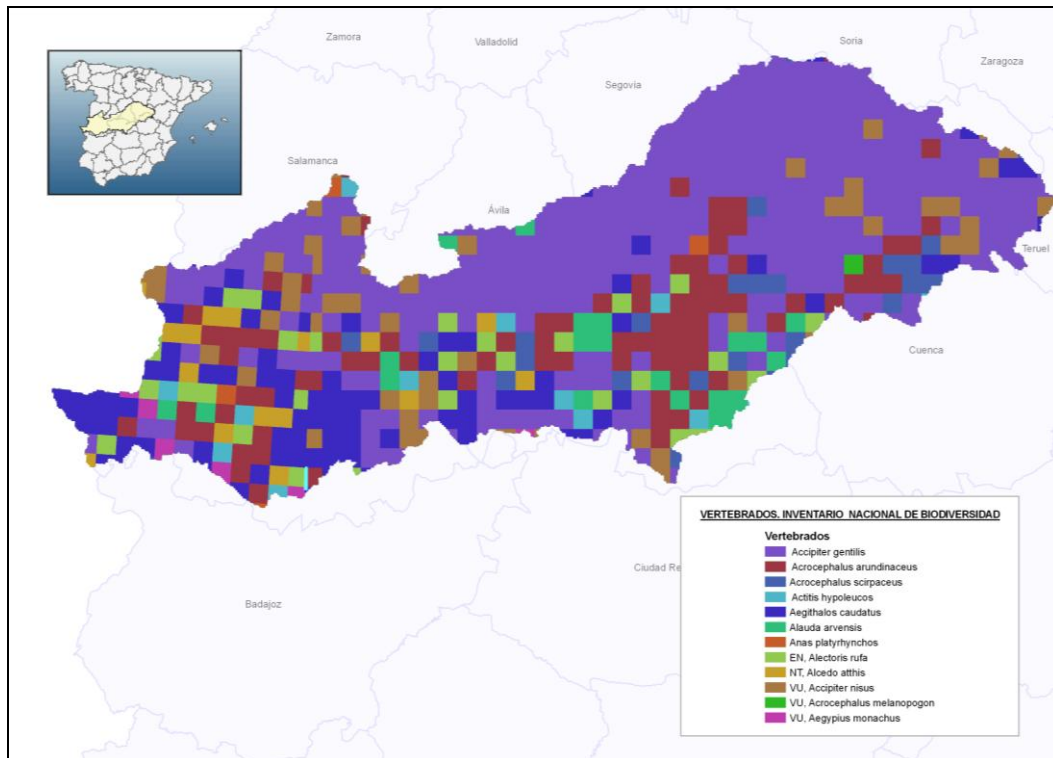 Zamora
Valladolid
Soria
Zaragoza
Segovia
Salamanca
Ávila
Teruel
Cuenca
Ciudad Re
Badajoz
VERTEBRADOS. INVENTARIO NACIONAL DE BIODIVERSIDAD
Vertebrados
Accipiter gentilis
Acrocephalus arundinaceus
Acrocephalus scirpaceus
Actitis hypoleucos
Aegithalos caudatus
Alauda arvensis
Anas platyrhynchos
EN, Alectoris rufa
NT, Alcedo atthis
VU, Accipiter nisus
VU, Acrocephalus melanopogon
VU, Aegypius monachus